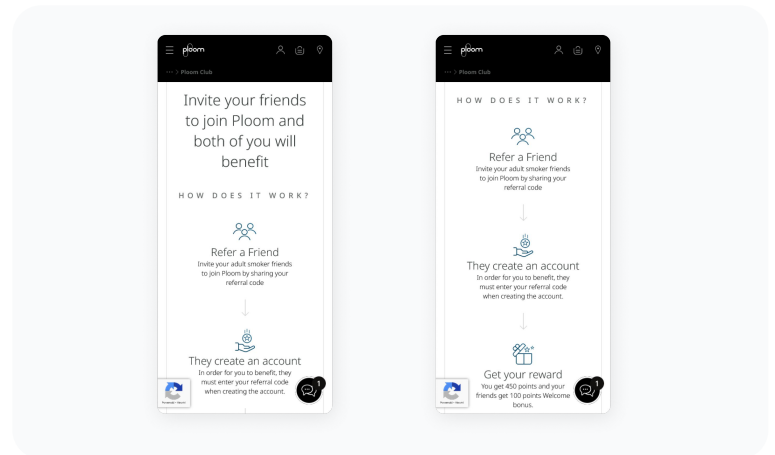 ploom
Ploom Club
Invite your friends
to join Ploom and
both of you will
benefit
HOW DOES IT WORK?
Refer a Friend
Invite your adult smoker friends
to join Ploom by sharing your
referral code
They create an account
In order for you to benefit, they
must enter your referral code
when creating the account.
1
ploom
Ploom Club
HOW DOES IT WORK?
Refer a Friend
Invite your adult smoker friends
to join Ploom by sharing your
referral code
They create an account
In order for you to benefit, they
must enter your referral code
when creating the account.
Get your reward
You get 450 points and your
friends get 100 points Welcome
bonus.
1